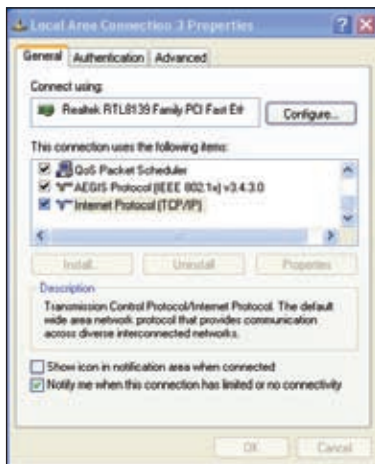 Local Area Connection 3 Properties
General Authentication Advanced
Connect using:
Realtek RTL8139 Family PCI Fast Eth
Configure...
This connection uses the following items:
QoS Packet Scheduler
AEGIS Protocol (IEEE 802.1x) v3.4.3.0
Internet Protocol (TCP/IP)
Install... Uninstall Properties
Description
Transmission Control Protocol/Internet Protocol. The default
wide area network protocol that provides communication
across diverse interconnected networks.
Show icon in notification area when connected
Notify me when this connection has limited or no connectivity
OK Cancel